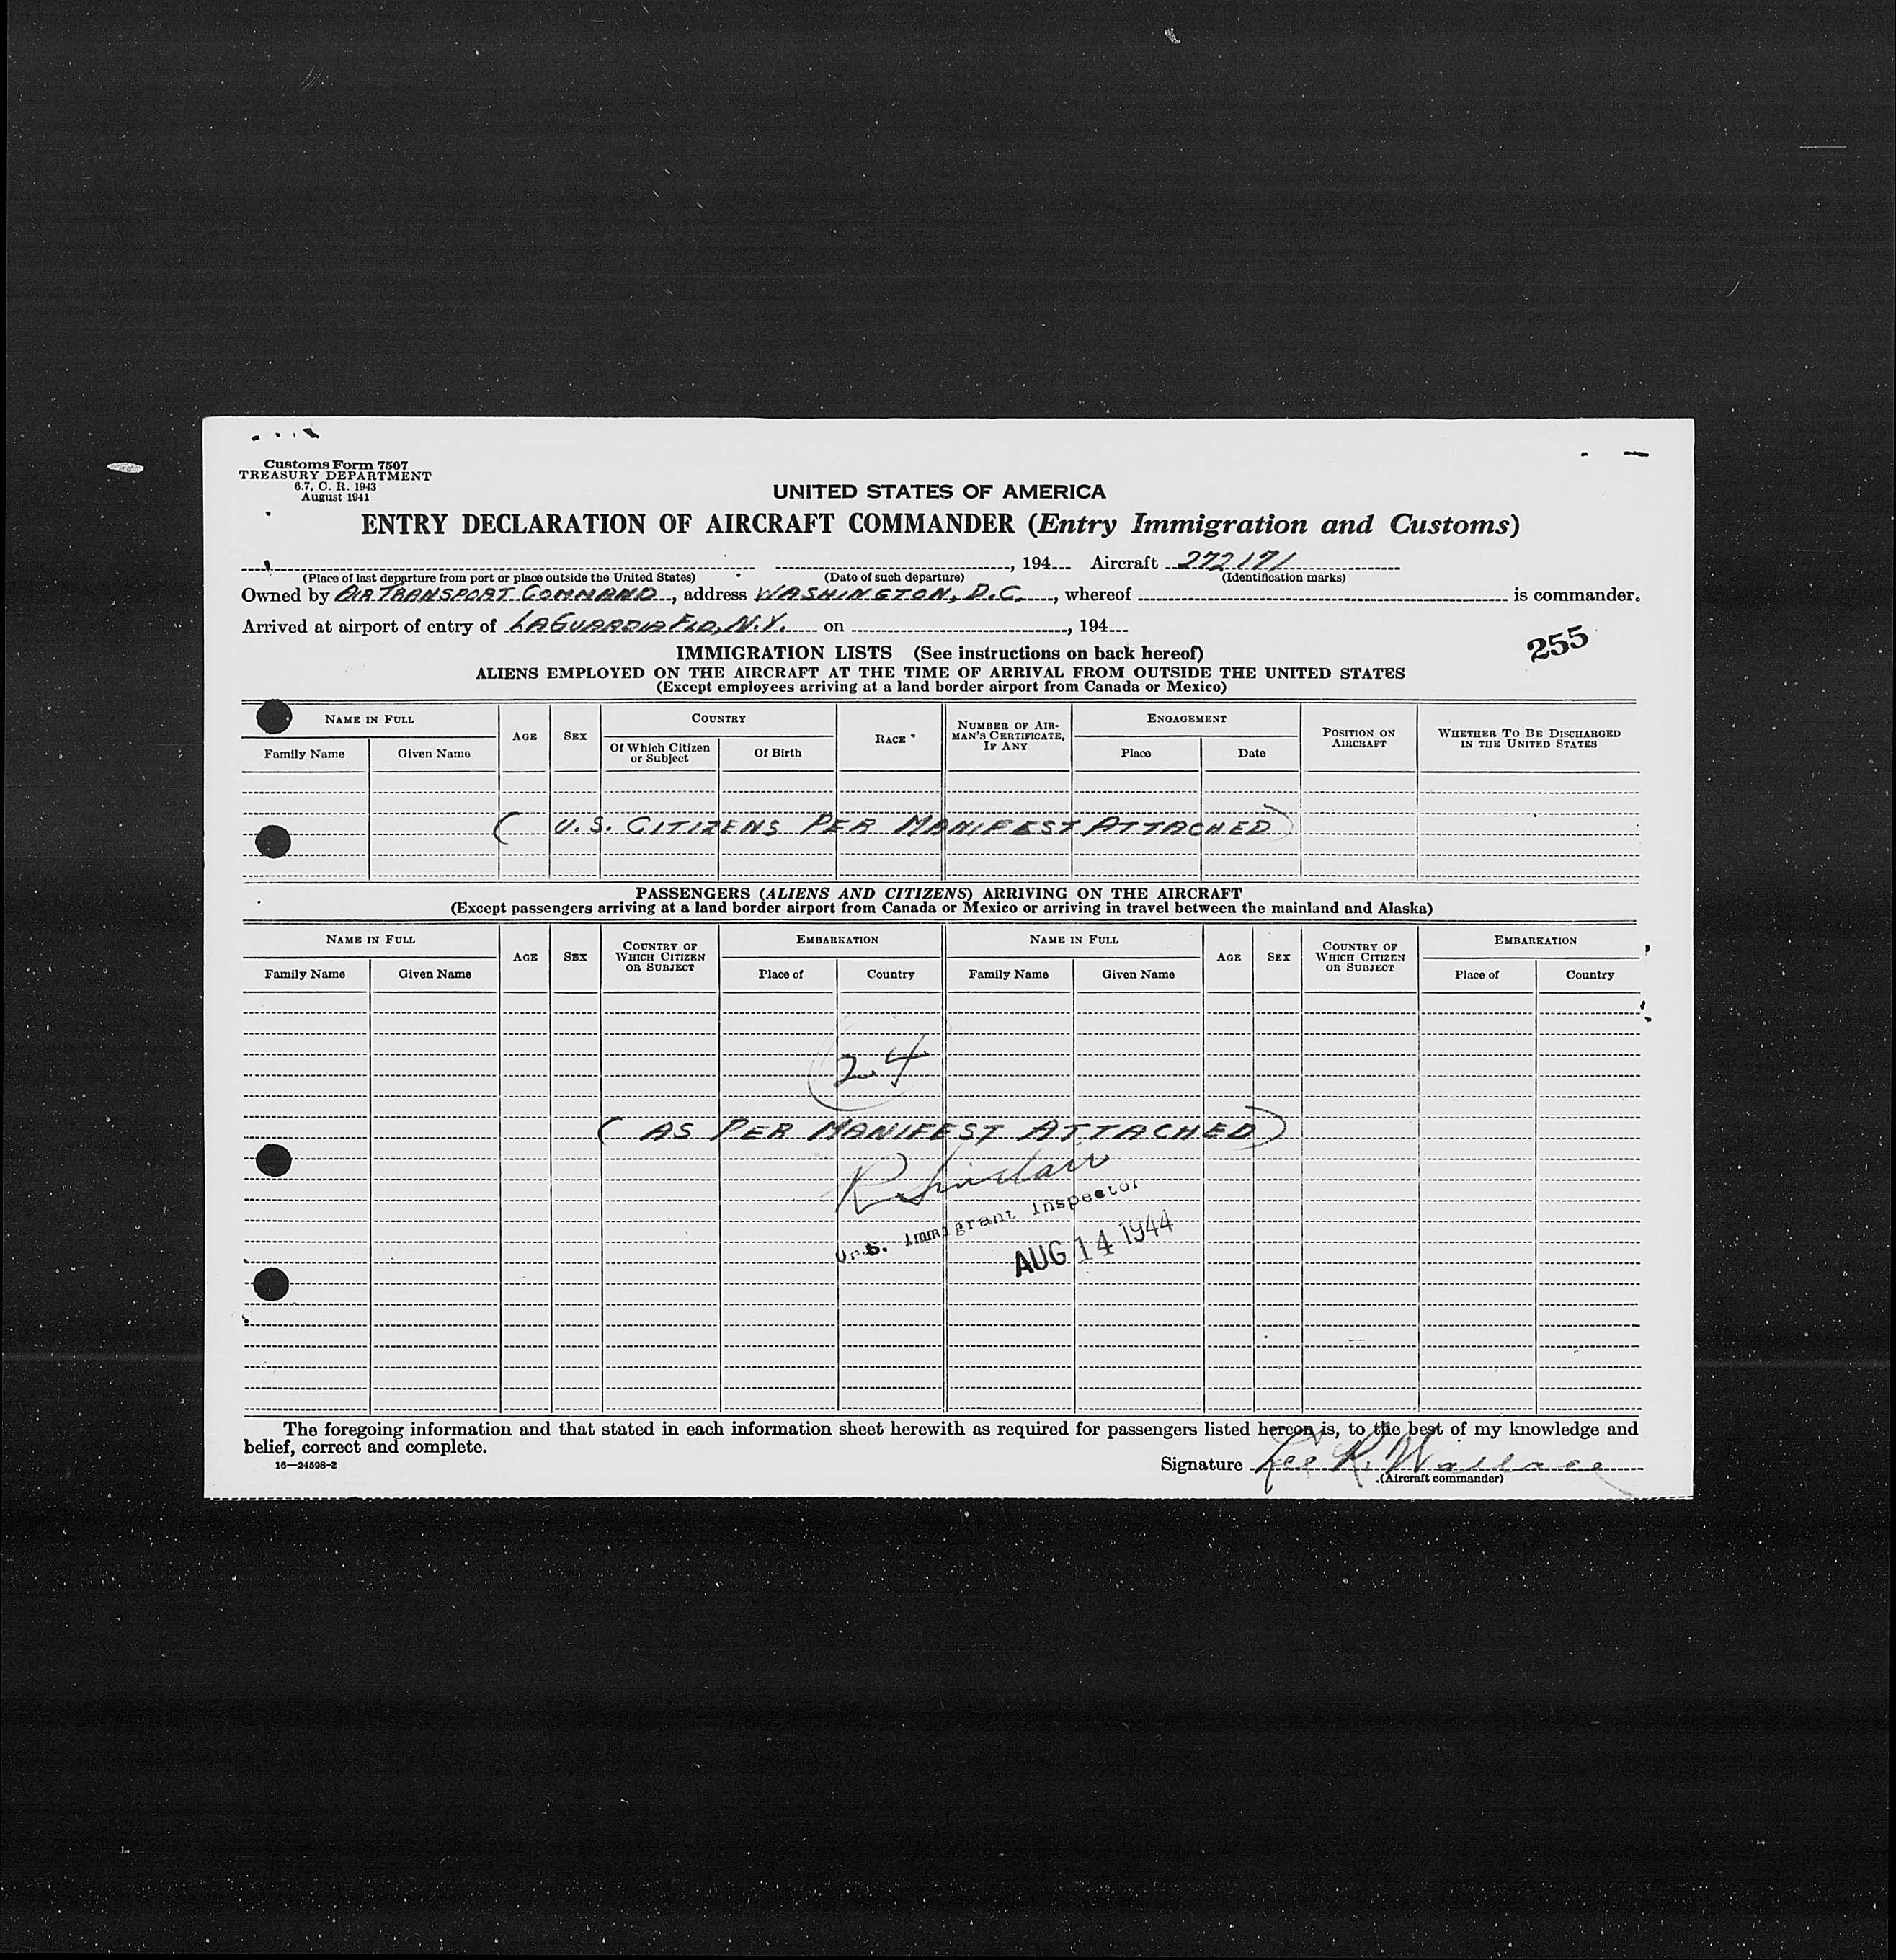 Customs Form 7507
TREASURY DEPARTMENT
6.7, C. R. 1943
August 1941
UNITED STATES OF AMERICA
ENTRY DECLARATION OF AIRCRAFT COMMANDER (Entry Immigration and Customs)
, 194 Aircraft 272171
(Place of last departure from port or place outside the United States) (Date of such departure) (Identification marks)
Owned by AIR TRANSPORT COMMAND, address WASHINGTON, D.C., whereof is commander.
Arrived at airport of entry of LAGUARDIA FLD, N.Y. on , 194
255
IMMIGRATION LISTS (See instructions on back hereof)
ALIENS EMPLOYED ON THE AIRCRAFT AT THE TIME OF ARRIVAL FROM OUTSIDE THE UNITED STATES
(Except employees arriving at a land border airport from Canada or Mexico)
NAME IN FULL AGE SEX COUNTRY RACE NUMBER OF AIRMAN'S CERTIFICATE, IF ANY ENGAGEMENT POSITION ON AIRCRAFT WHETHER TO BE DISCHARGED IN THE UNITED STATES
Family Name Given Name Of Which Citizen or Subject Of Birth Place Date
( U.S. CITIZENS PER MANIFEST ATTACHED )
PASSENGERS (ALIENS AND CITIZENS) ARRIVING ON THE AIRCRAFT
(Except passengers arriving at a land border airport from Canada or Mexico or arriving in travel between the mainland and Alaska)
NAME IN FULL AGE SEX COUNTRY OF WHICH CITIZEN OR SUBJECT EMBARKATION NAME IN FULL AGE SEX COUNTRY OF WHICH CITIZEN OR SUBJECT EMBARKATION
Family Name Given Name Place of Country Family Name Given Name Place of Country
24
( AS PER MANIFEST ATTACHED )
R Sinclair
U.S. Immigrant Inspector
AUG 14 1944
The foregoing information and that stated in each information sheet herewith as required for passengers listed hereon is, to the best of my knowledge and
belief, correct and complete.
16—24598-2
Signature Lee R. Wallace
(Aircraft commander)